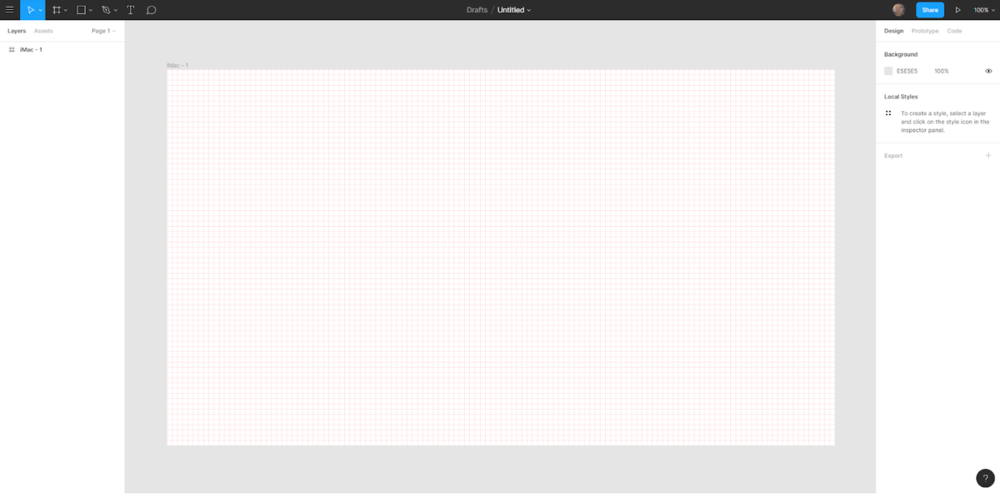 Drafts / Untitled
Share
100%
Layers
Assets
Page 1
iMac - 1
iMac - 1
Design
Prototype
Code
Background
E5E5E5
100%
Local Styles
To create a style, select a layer
and click on the style icon in the
inspector panel.
Export
?